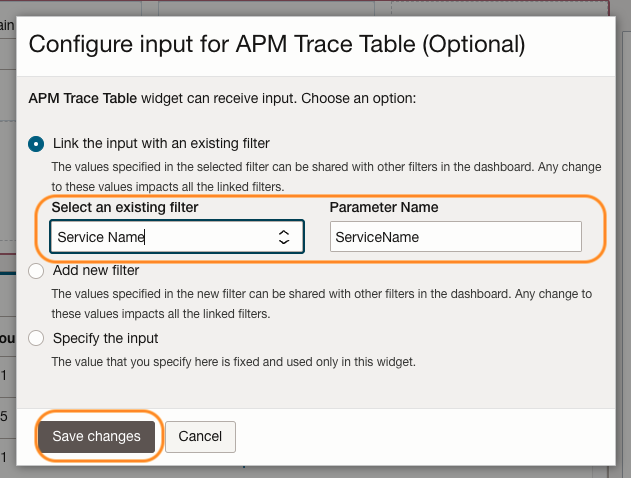 ain
Configure input for APM Trace Table (Optional)
APM Trace Table widget can receive input. Choose an option:
Link the input with an existing filter
The values specified in the selected filter can be shared with other filters in the dashboard. Any change
to these values impacts all the linked filters.
Select an existing filter Parameter Name
Service Name ServiceName
Add new filter
The values specified in the new filter can be shared with other filters in the dashboard. Any change to
these values impacts all the linked filters.
ou
Specify the input
The value that you specify here is fixed and used only in this widget.
1
5
Save changes Cancel
1